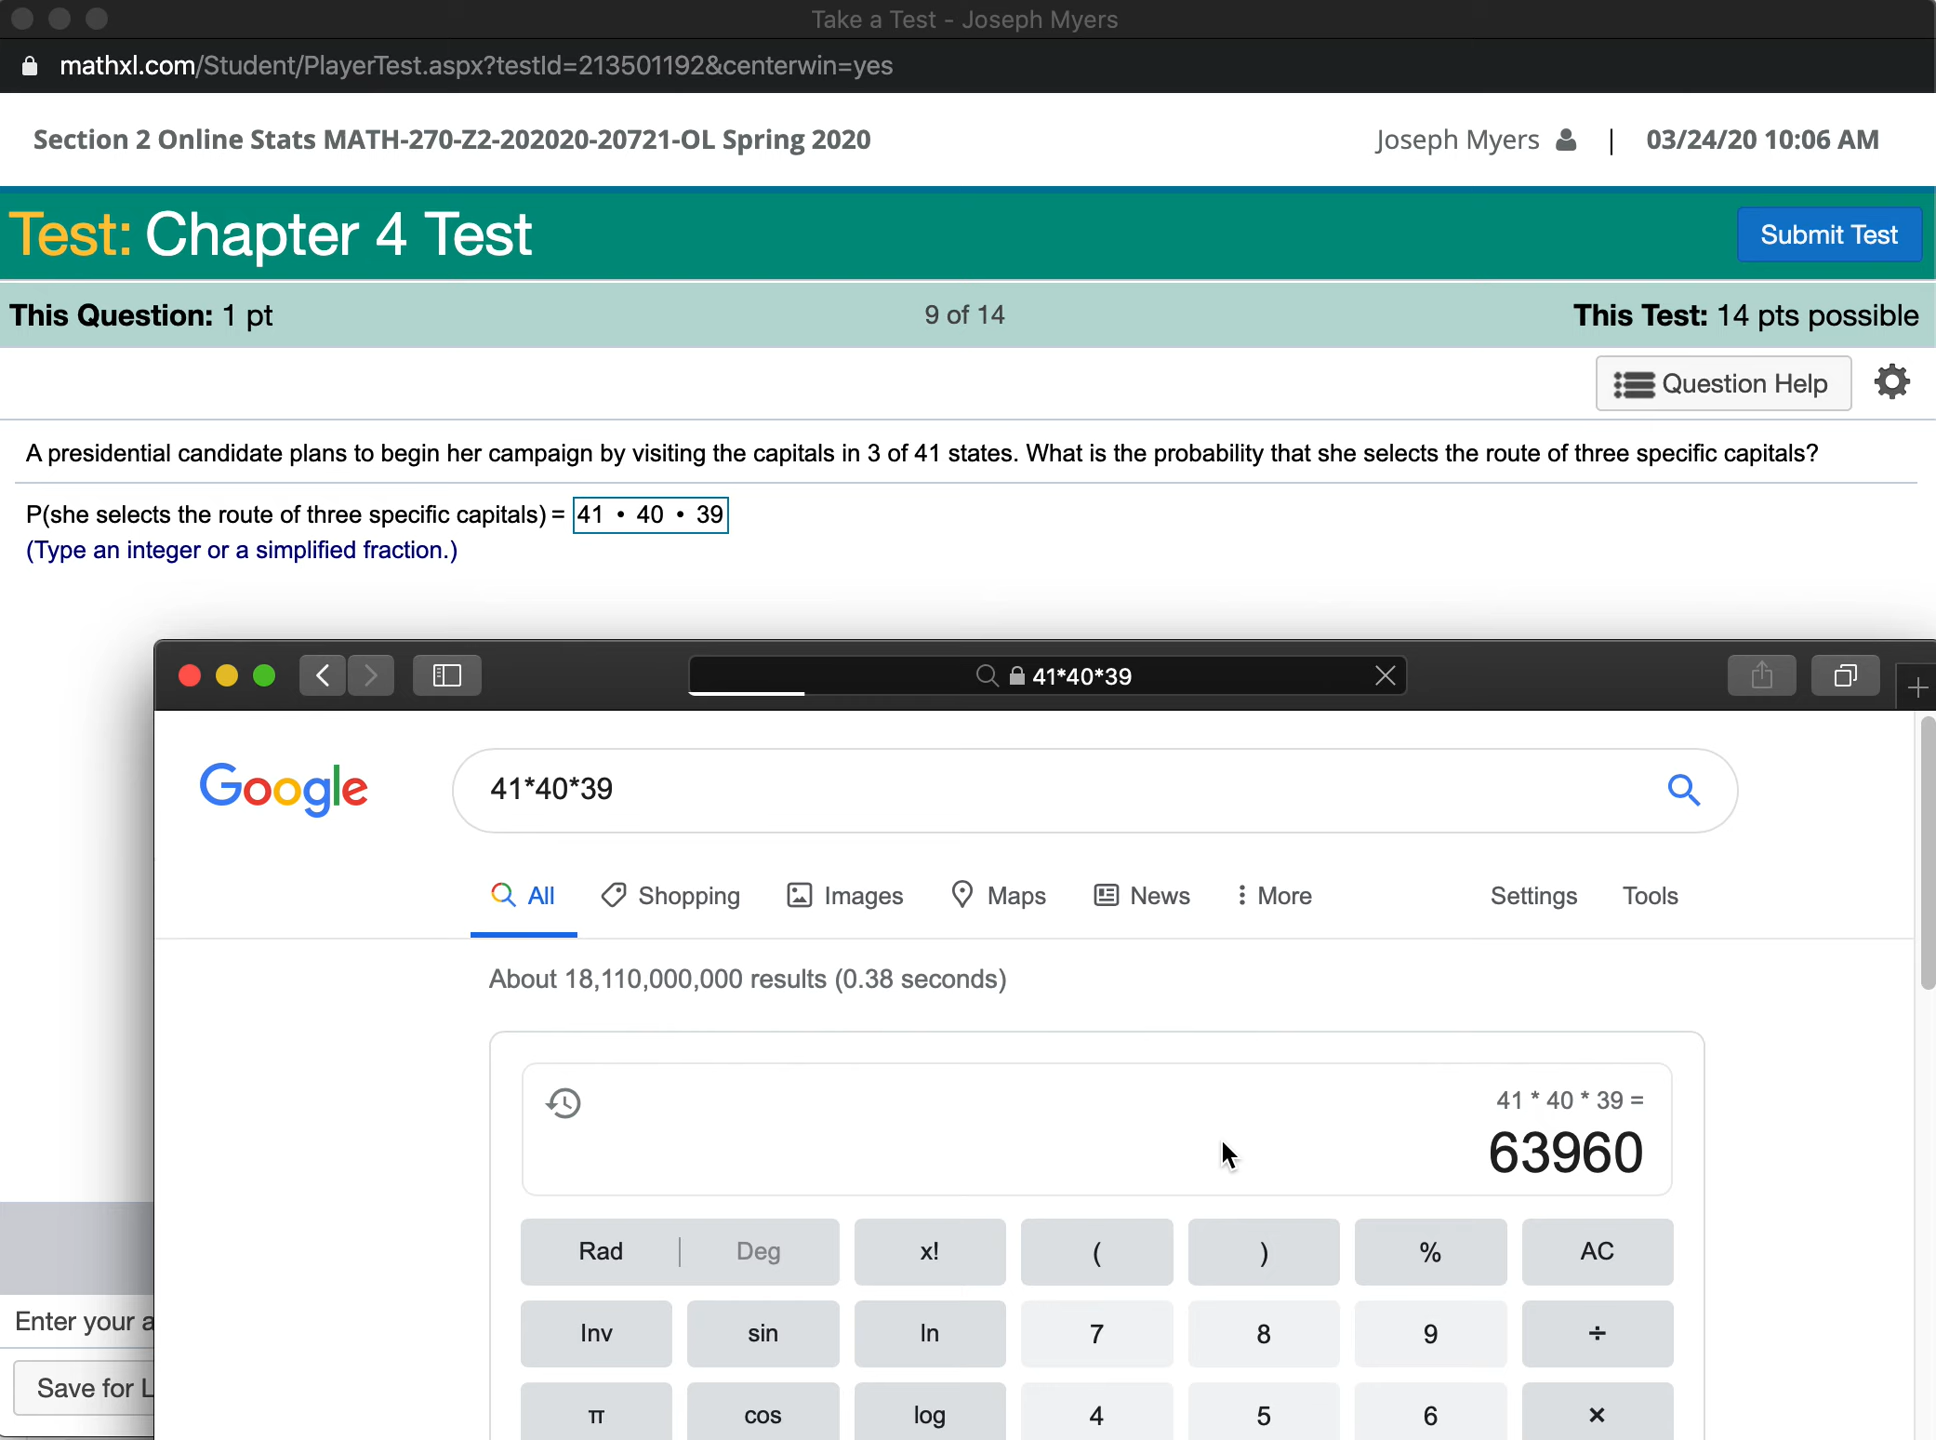 Take a Test - Joseph Myers
mathxl.com/Student/PlayerTest.aspx?testId=213501192&centerwin=yes
Section 2 Online Stats MATH-270-Z2-202020-20721-OL Spring 2020 Joseph Myers | 03/24/20 10:06 AM
Test: Chapter 4 Test Submit Test
This Question: 1 pt 9 of 14 This Test: 14 pts possible
Question Help
A presidential candidate plans to begin her campaign by visiting the capitals in 3 of 41 states. What is the probability that she selects the route of three specific capitals?
P(she selects the route of three specific capitals) = 41 • 40 • 39
(Type an integer or a simplified fraction.)
41*40*39
Google 41*40*39
All Shopping Images Maps News More Settings Tools
About 18,110,000,000 results (0.38 seconds)
41 * 40 * 39 =
63960
Rad | Deg x! ( ) % AC
Inv sin ln 7 8 9 ÷
π cos log 4 5 6 ×
Enter your a
Save for L